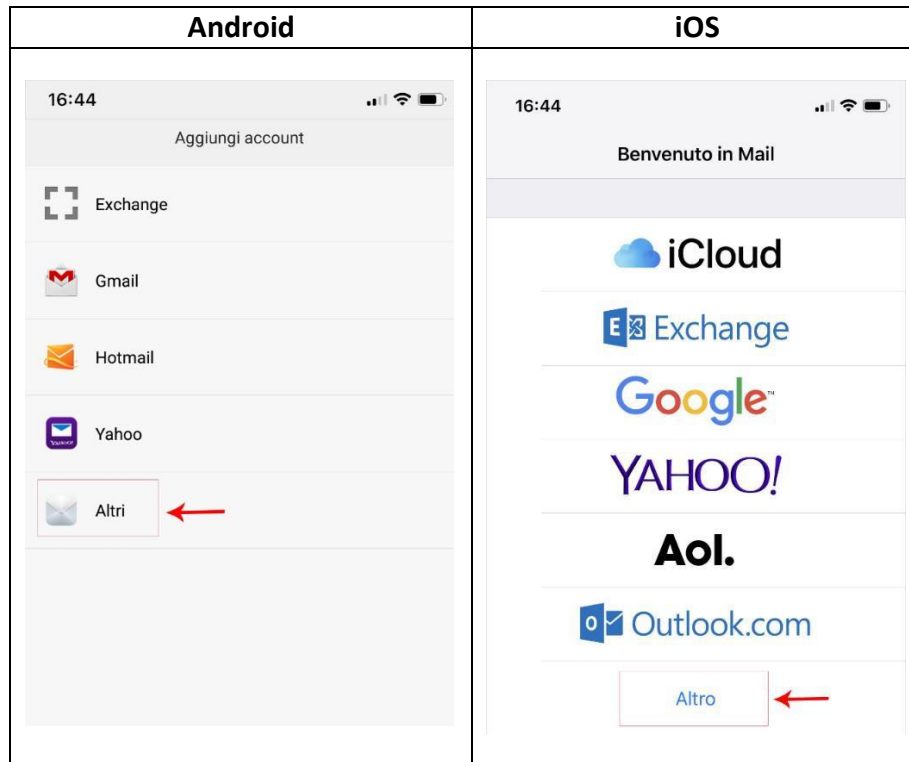 Android
iOS
16:44
Aggiungi account
Exchange
Gmail
Hotmail
Yahoo
Altri
16:44
Benvenuto in Mail
iCloud
Exchange
Google
YAHOO!
Aol.
Outlook.com
Altro